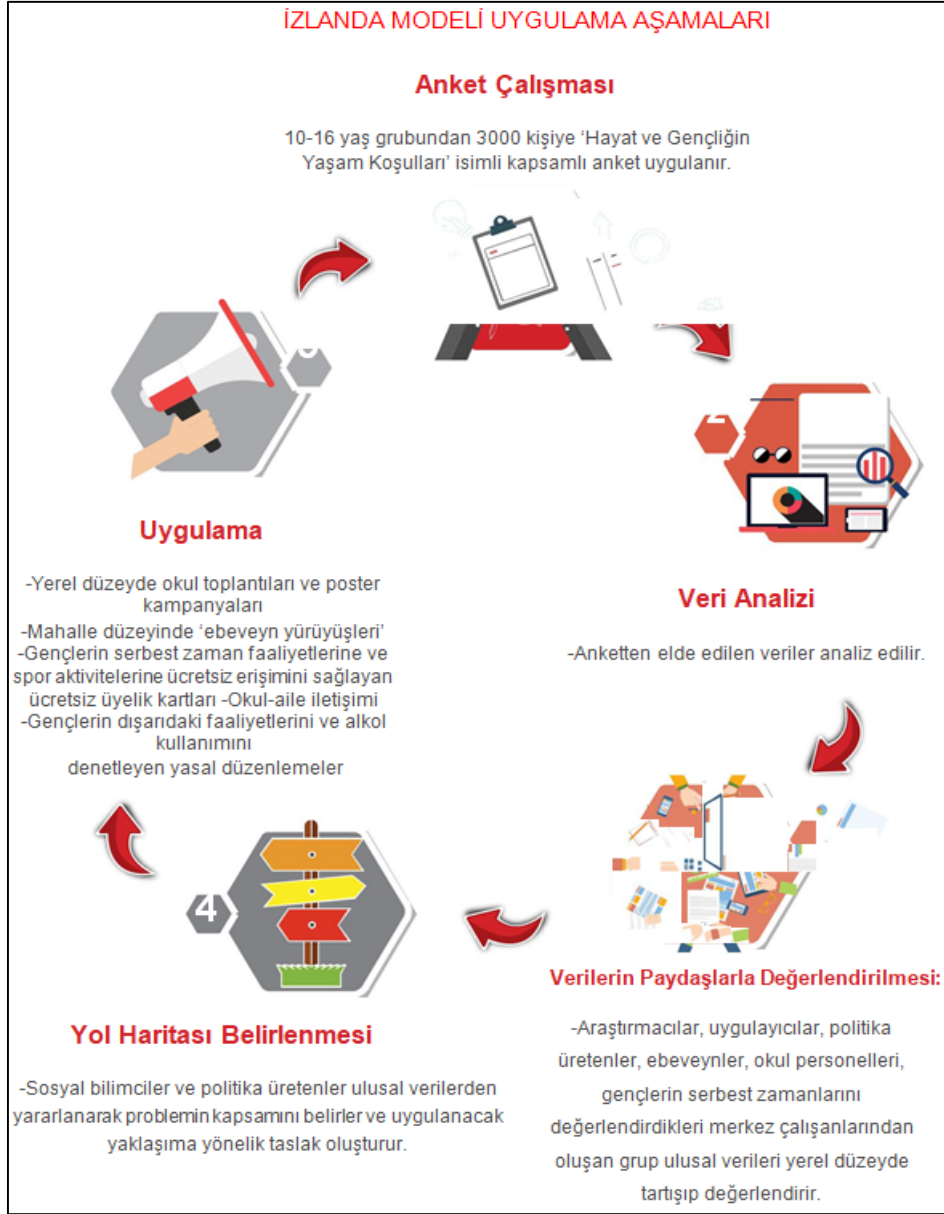 İZLANDA MODELİ UYGULAMA AŞAMALARI
Anket Çalışması
10-16 yaş grubundan 3000 kişiye ‘Hayat ve Gençliğin
Yaşam Koşulları’ isimli kapsamlı anket uygulanır.
2
Veri Analizi
-Anketten elde edilen veriler analiz edilir.
Verilerin Paydaşlarla Değerlendirilmesi:
-Araştırmacılar, uygulayıcılar, politika
üretenler, ebeveynler, okul personelleri,
gençlerin serbest zamanlarını
değerlendirdikleri merkez çalışanlarından
oluşan grup ulusal verileri yerel düzeyde
tartışıp değerlendirir.
4
Yol Haritası Belirlenmesi
-Sosyal bilimciler ve politika üretenler ulusal verilerden
yararlanarak problemin kapsamını belirler ve uygulanacak
yaklaşıma yönelik taslak oluşturur.
Uygulama
-Yerel düzeyde okul toplantıları ve poster
kampanyaları
-Mahalle düzeyinde ‘ebeveyn yürüyüşleri’
-Gençlerin serbest zaman faaliyetlerine ve
spor aktivitelerine ücretsiz erişimini sağlayan
ücretsiz üyelik kartları -Okul-aile iletişimi
-Gençlerin dışarıdaki faaliyetlerini ve alkol
kullanımını
denetleyen yasal düzenlemeler